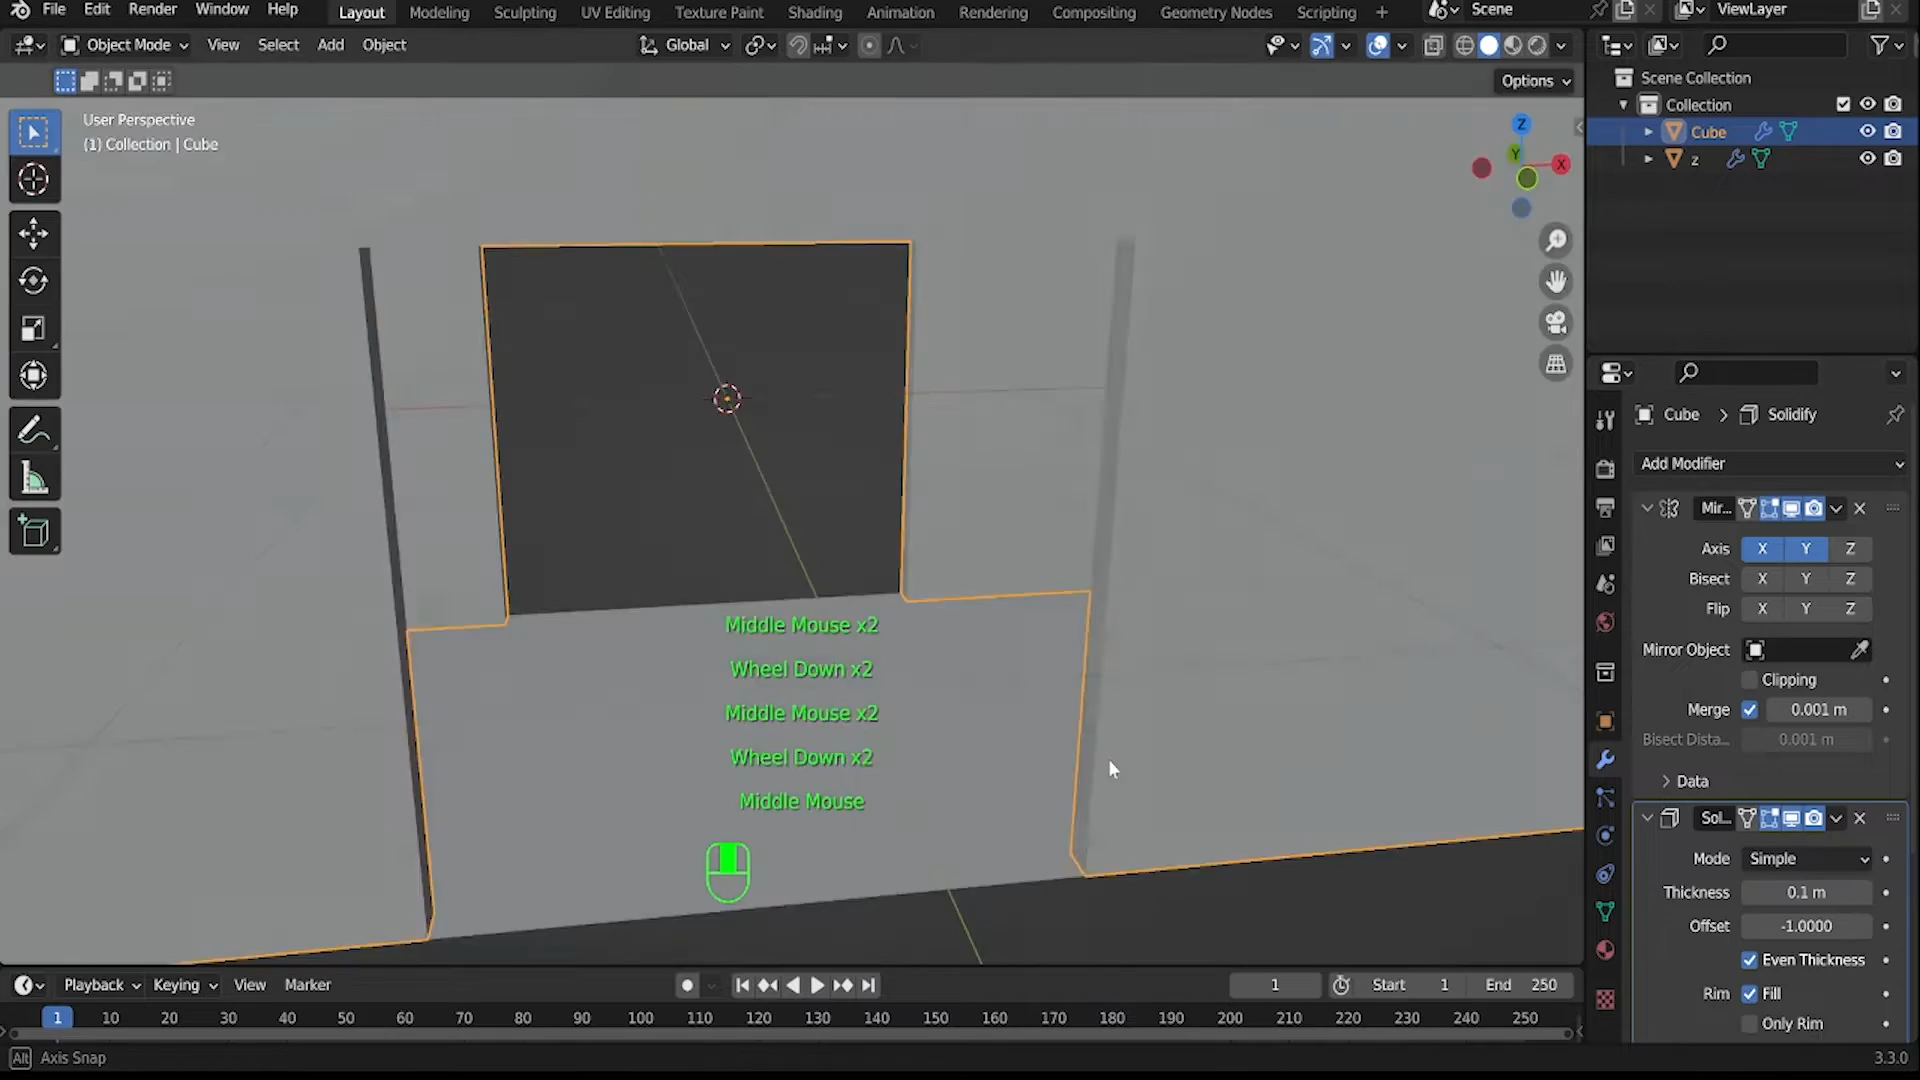 File Edit Render Window Help
Layout Modeling Sculpting UV Editing Texture Paint Shading Animation Rendering Compositing Geometry Nodes Scripting +
Scene
ViewLayer
Object Mode View Select Add Object
Global
Options
User Perspective
(1) Collection | Cube
Z
Y
X
Scene Collection
Collection
Cube
z
Cube > Solidify
Add Modifier
Mir...
Axis X Y Z
Bisect X Y Z
Flip X Y Z
Mirror Object
Clipping
Merge 0.001 m
Bisect Dista... 0.001 m
Data
Sol...
Mode Simple
Thickness 0.1 m
Offset -1.0000
Even Thickness
Rim Fill
Only Rim
Middle Mouse x2
Wheel Down x2
Middle Mouse x2
Wheel Down x2
Middle Mouse
Playback Keying View Marker
1
Start 1
End 250
1 10 20 30 40 50 60 70 80 90 100 110 120 130 140 150 160 170 180 190 200 210 220 230 240 250
Alt Axis Snap
3.3.0